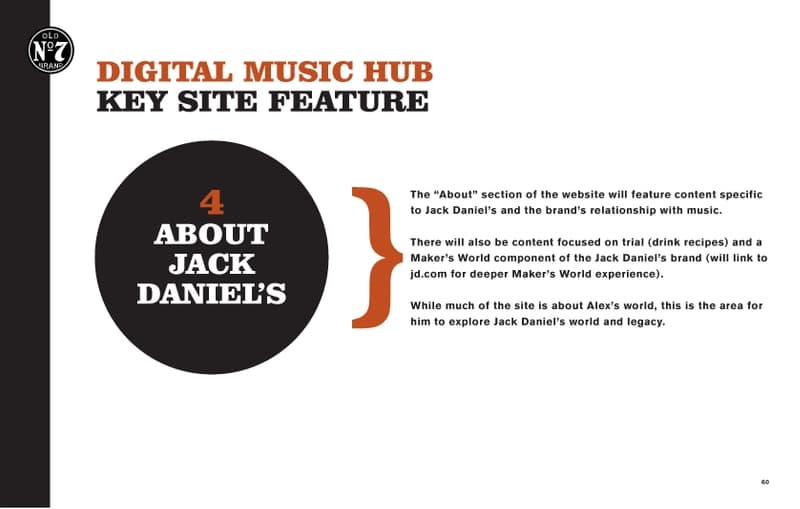 OLD
Nº7
BRAND
DIGITAL MUSIC HUB
KEY SITE FEATURE
4
ABOUT
JACK
DANIEL’S
}
The “About” section of the website will feature content specific
to Jack Daniel’s and the brand’s relationship with music.
There will also be content focused on trial (drink recipes) and a
Maker’s World component of the Jack Daniel’s brand (will link to
jd.com for deeper Maker’s World experience).
While much of the site is about Alex’s world, this is the area for
him to explore Jack Daniel’s world and legacy.
60